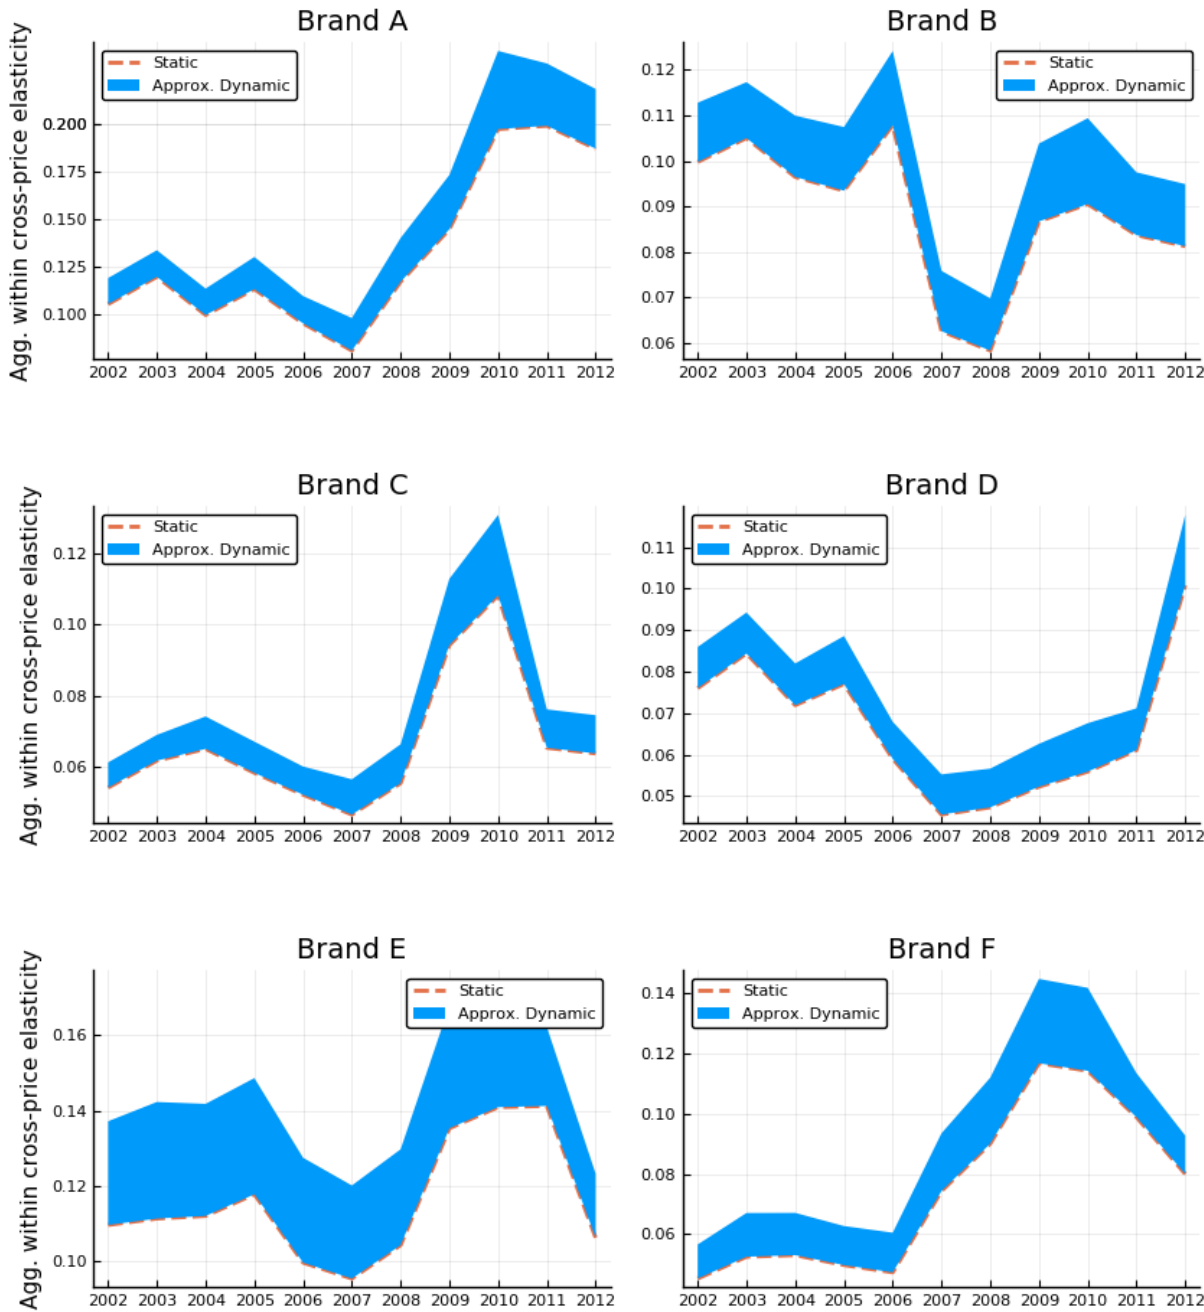 Brand A
Agg. within cross-price elasticity
Static
Approx. Dynamic
0.200
0.175
0.150
0.125
0.100
2002 2003 2004 2005 2006 2007 2008 2009 2010 2011 2012
Brand B
Static
Approx. Dynamic
0.12
0.11
0.10
0.09
0.08
0.07
0.06
2002 2003 2004 2005 2006 2007 2008 2009 2010 2011 2012
Brand C
Agg. within cross-price elasticity
Static
Approx. Dynamic
0.12
0.10
0.08
0.06
2002 2003 2004 2005 2006 2007 2008 2009 2010 2011 2012
Brand D
Static
Approx. Dynamic
0.11
0.10
0.09
0.08
0.07
0.06
0.05
2002 2003 2004 2005 2006 2007 2008 2009 2010 2011 2012
Brand E
Agg. within cross-price elasticity
Static
Approx. Dynamic
0.16
0.14
0.12
0.10
2002 2003 2004 2005 2006 2007 2008 2009 2010 2011 2012
Brand F
Static
Approx. Dynamic
0.14
0.12
0.10
0.08
0.06
2002 2003 2004 2005 2006 2007 2008 2009 2010 2011 2012